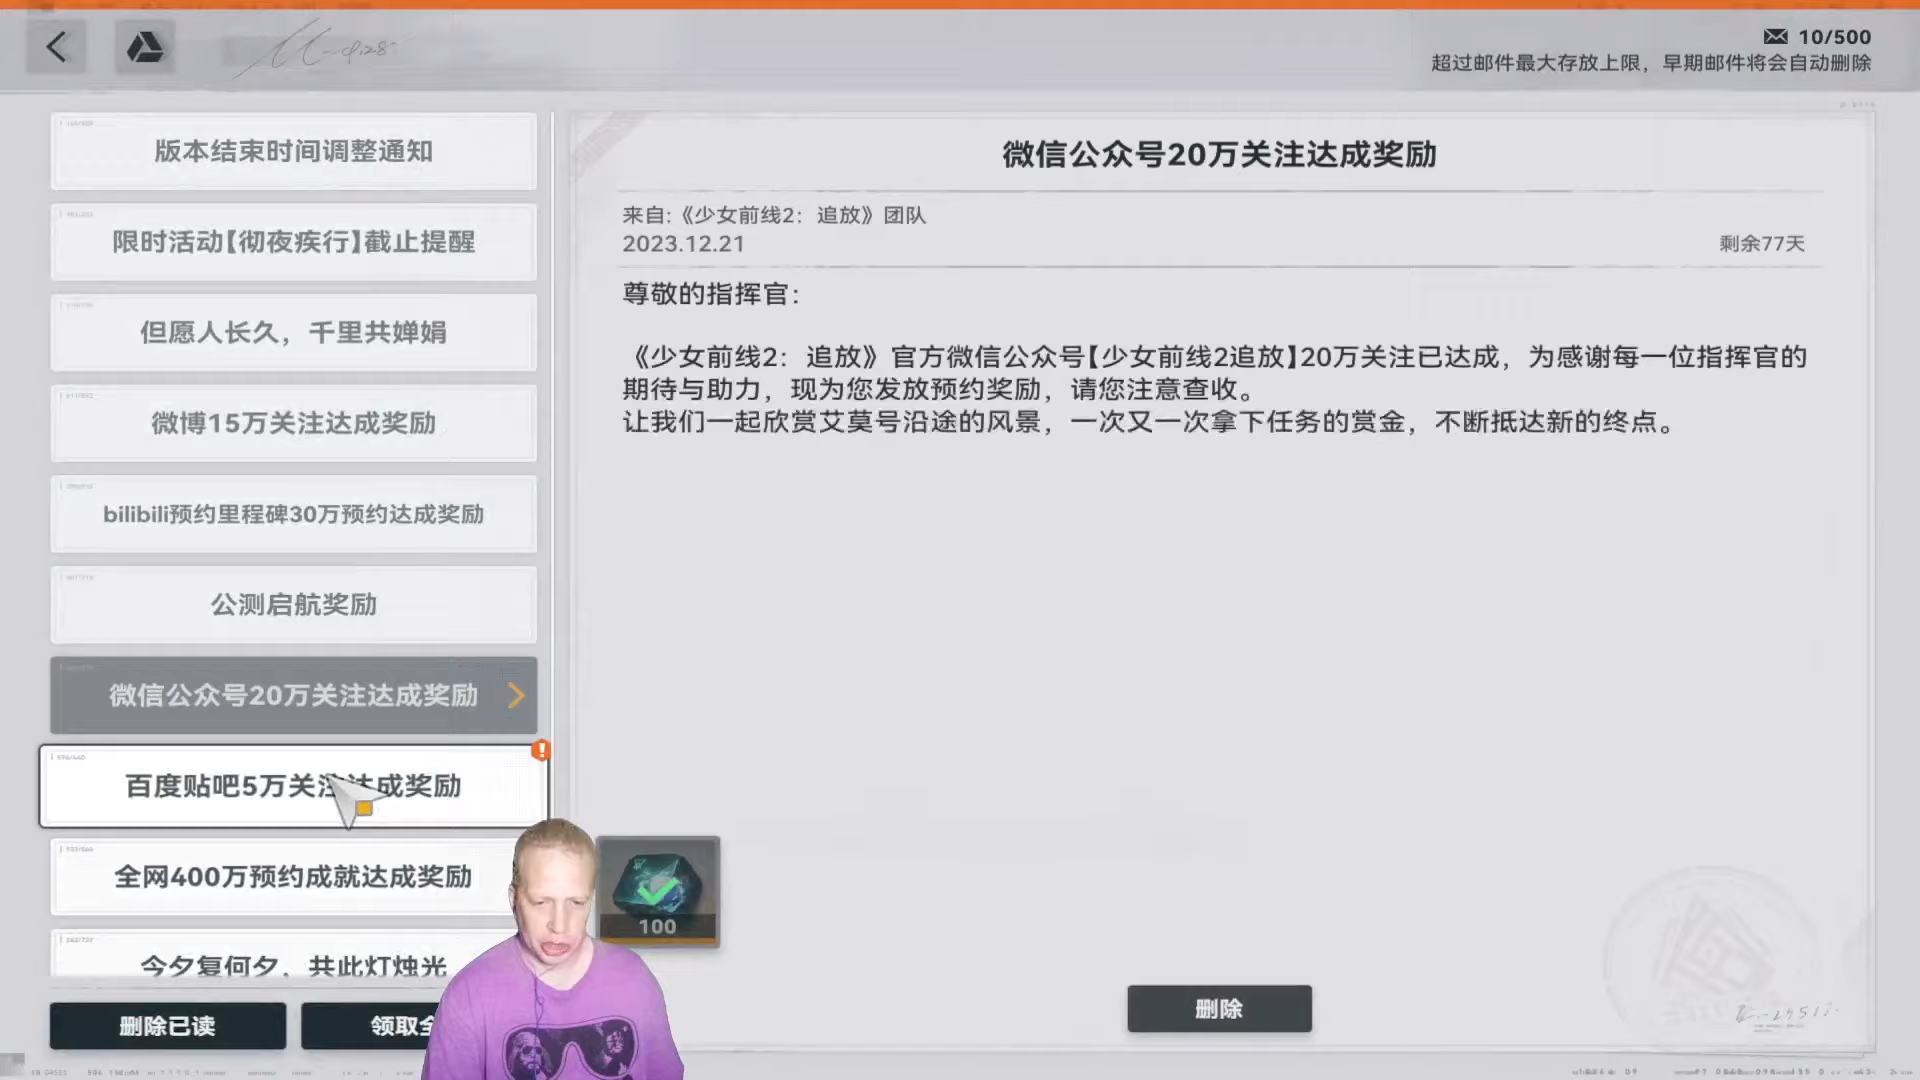 10/500
超过邮件最大存放上限，早期邮件将会自动删除
版本结束时间调整通知
限时活动【彻夜疾行】截止提醒
但愿人长久，千里共婵娟
微博15万关注达成奖励
bilibili预约里程碑30万预约达成奖励
公测启航奖励
微信公众号20万关注达成奖励
百度贴吧5万关注达成奖励
全网400万预约成就达成奖励
今夕复何夕，共此灯烛光
删除已读
领取全
微信公众号20万关注达成奖励
来自:《少女前线2：追放》团队
2023.12.21
剩余77天
尊敬的指挥官：
《少女前线2：追放》官方微信公众号【少女前线2追放】20万关注已达成，为感谢每一位指挥官的
期待与助力，现为您发放预约奖励，请您注意查收。
让我们一起欣赏艾莫号沿途的风景，一次又一次拿下任务的赏金，不断抵达新的终点。
100
删除